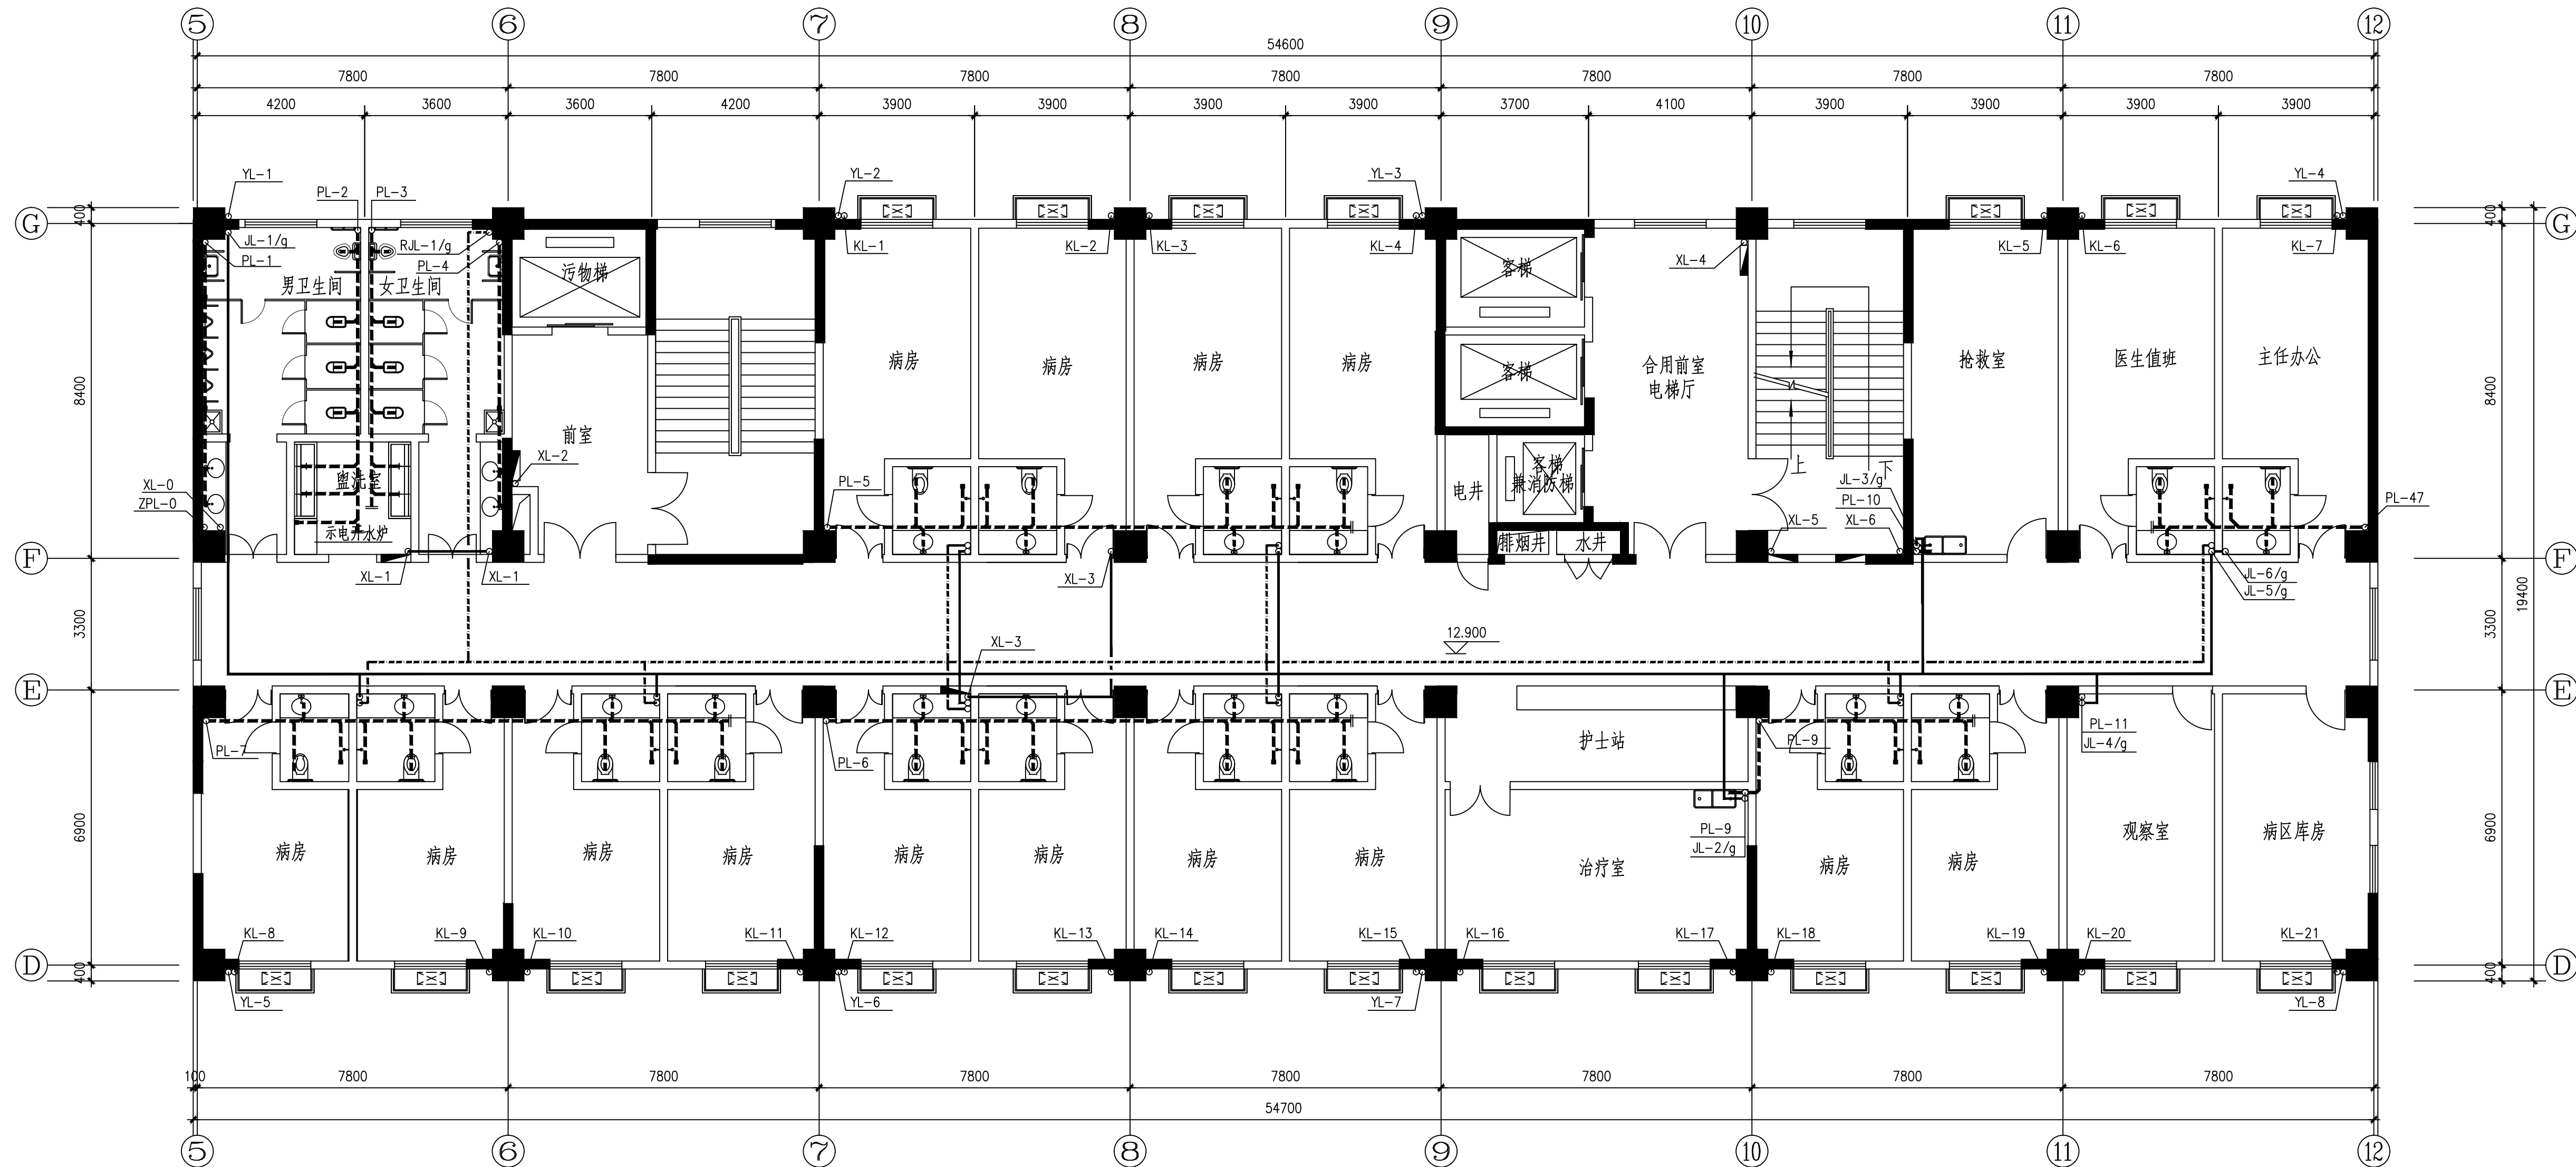 5 6 7 8 9 10 11 12
54600
7800 7800 7800 7800 7800 7800 7800
4200 3600 3600 4200 3900 3900 3900 3900 3700 4100 3900 3900 3900 3900
YL-1 PL-2 PL-3 YL-2 YL-3 YL-4
G 400 400 G
JL-1/g RJL-1/g KL-1 KL-2 KL-3 KL-4 KL-5 KL-6 KL-7
PL-1 PL-4 XL-4
污物梯 客梯
男卫生间 女卫生间
病房 病房 病房 病房 客梯 合用前室 抢救室 医生值班 主任办公
电梯厅
8400 8400
前室
盥洗室 XL-2 客梯 上 下
XL-0 电井 兼消防梯 JL-3/g
ZPL-0 PL-5 PL-10 PL-47
示电开水炉 排烟井 水井 XL-5 XL-6
F F
XL-1 XL-1 XL-3 JL-6/g
JL-5/g
3300 3300 19400
12.900
XL-3
E E
PL-7 PL-6 护士站 PL-9 PL-11
JL-4/g
6900 6900
PL-9
JL-2/g
病房 病房 病房 病房 病房 病房 病房 病房 治疗室 病房 病房 观察室 病区库房
KL-8 KL-9 KL-10 KL-11 KL-12 KL-13 KL-14 KL-15 KL-16 KL-17 KL-18 KL-19 KL-20 KL-21
D 400 400 D
YL-5 YL-6 YL-7 YL-8
100 7800 7800 7800 7800 7800 7800 7800
54700
5 6 7 8 9 10 11 12